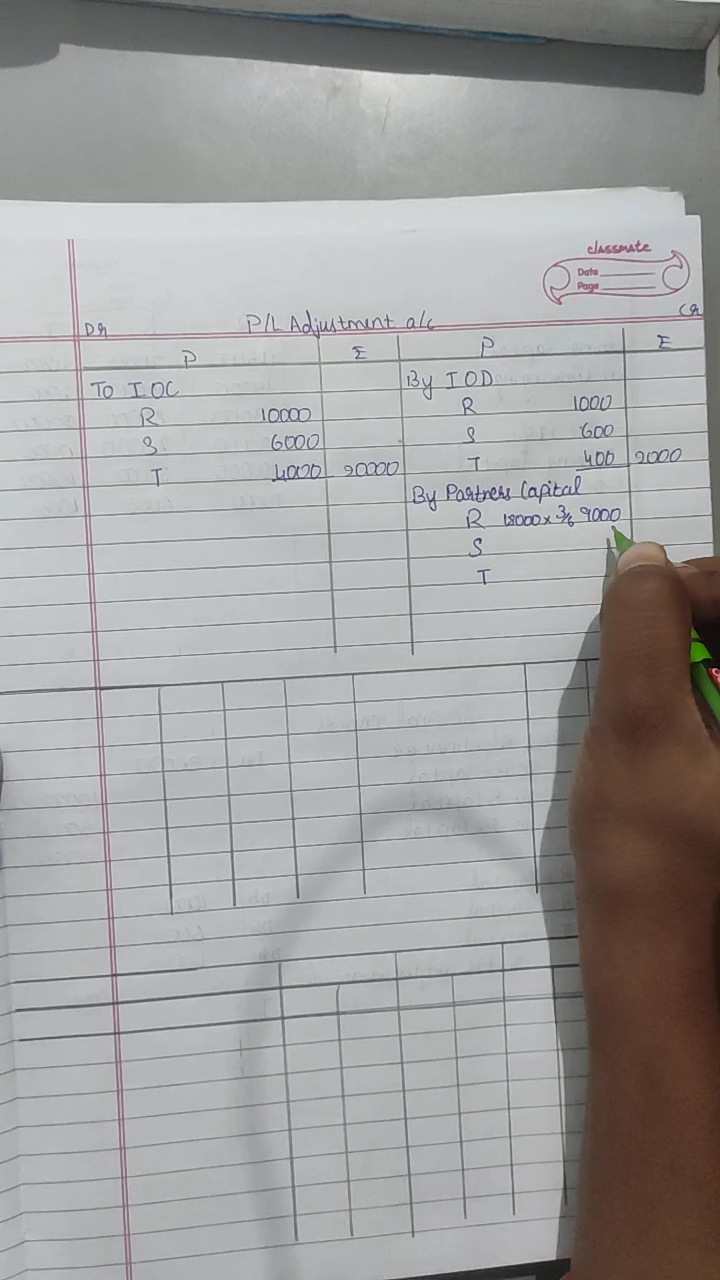 classmate
Date
Page
Dr P/L Adjustment a/c Cr
P Σ P Σ
To IOC By IOD
R 10000 R 1000
S 6000 S 600
T 4000 20000 T 400 2000
By Partners Capital
R 18000 x 3/6 9000
S
T